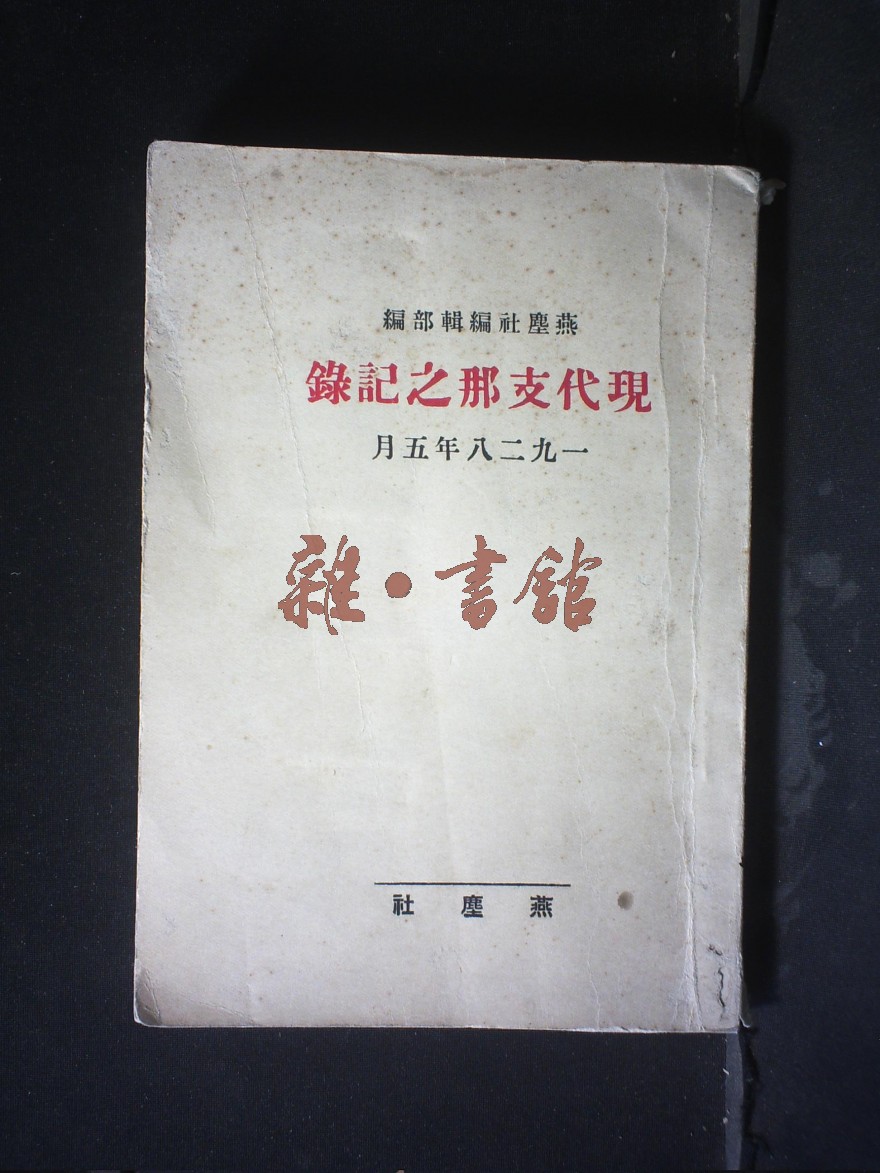 燕塵社編輯部編
現代支那之記錄
一九二八年五月
雜·書館
燕塵社